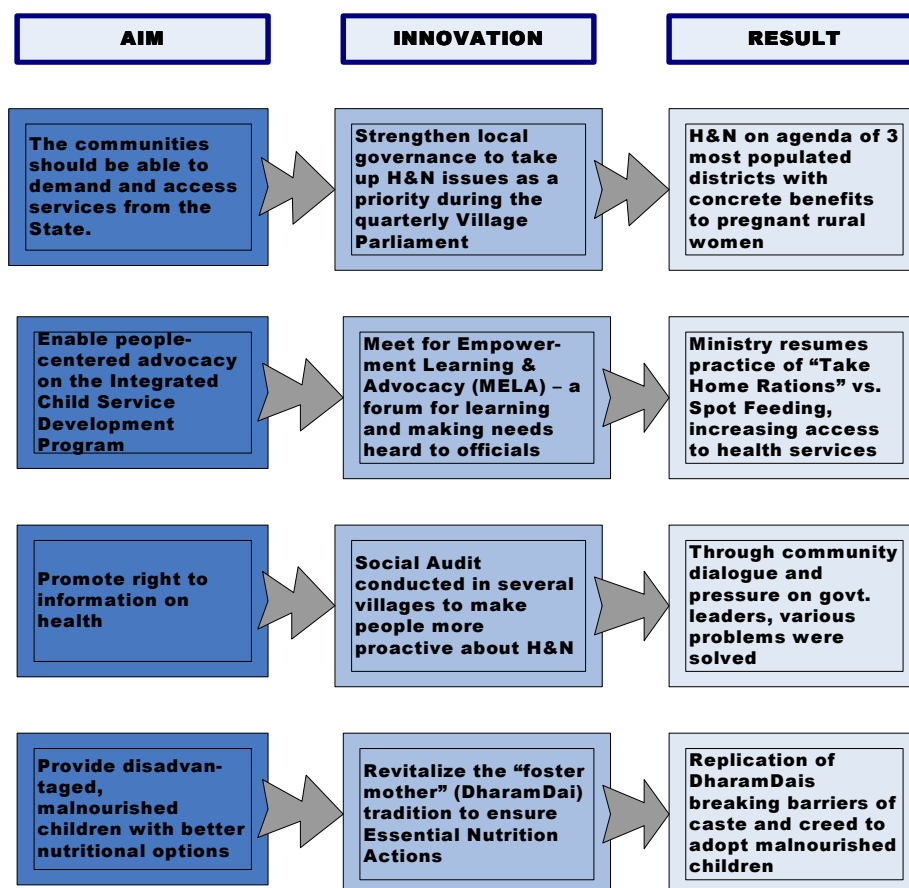 AIM
INNOVATION
RESULT
The communities
should be able to
demand and access
services from the
State.
Strengthen local
governance to take
up H&N issues as a
priority during the
quarterly Village
Parliament
H&N on agenda of 3
most populated
districts with
concrete benefits
to pregnant rural
women
Enable people-
centered advocacy
on the Integrated
Child Service
Development
Program
Meet for Empower-
ment Learning &
Advocacy (MELA) – a
forum for learning
and making needs
heard to officials
Ministry resumes
practice of “Take
Home Rations” vs.
Spot Feeding,
increasing access
to health services
Promote right to
information on
health
Social Audit
conducted in several
villages to make
people more
proactive about H&N
Through community
dialogue and
pressure on govt.
leaders, various
problems were
solved
Provide disadvan-
taged,
malnourished
children with better
nutritional options
Revitalize the “foster
mother” (DharamDai)
tradition to ensure
Essential Nutrition
Actions
Replication of
DharamDais
breaking barriers of
caste and creed to
adopt malnourished
children